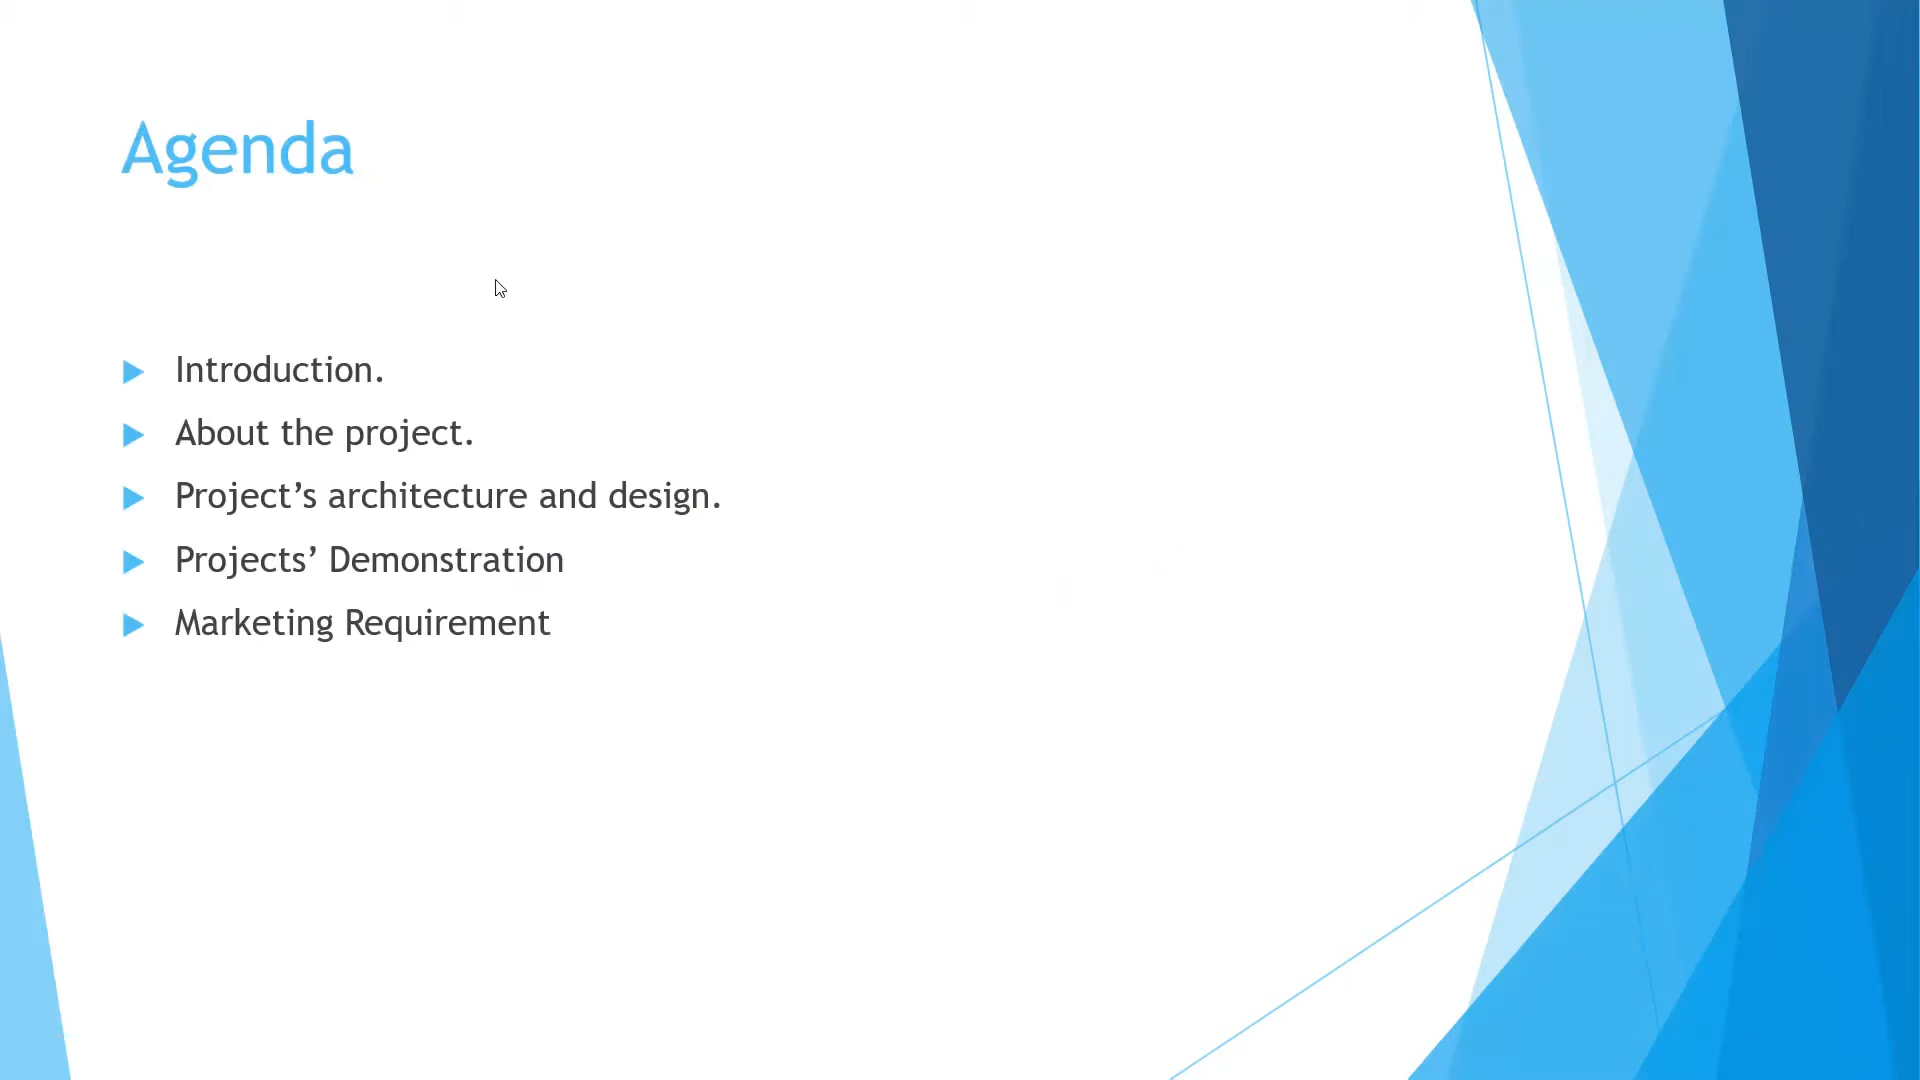 Agenda
Introduction.
About the project.
Project’s architecture and design.
Projects’ Demonstration
Marketing Requirement